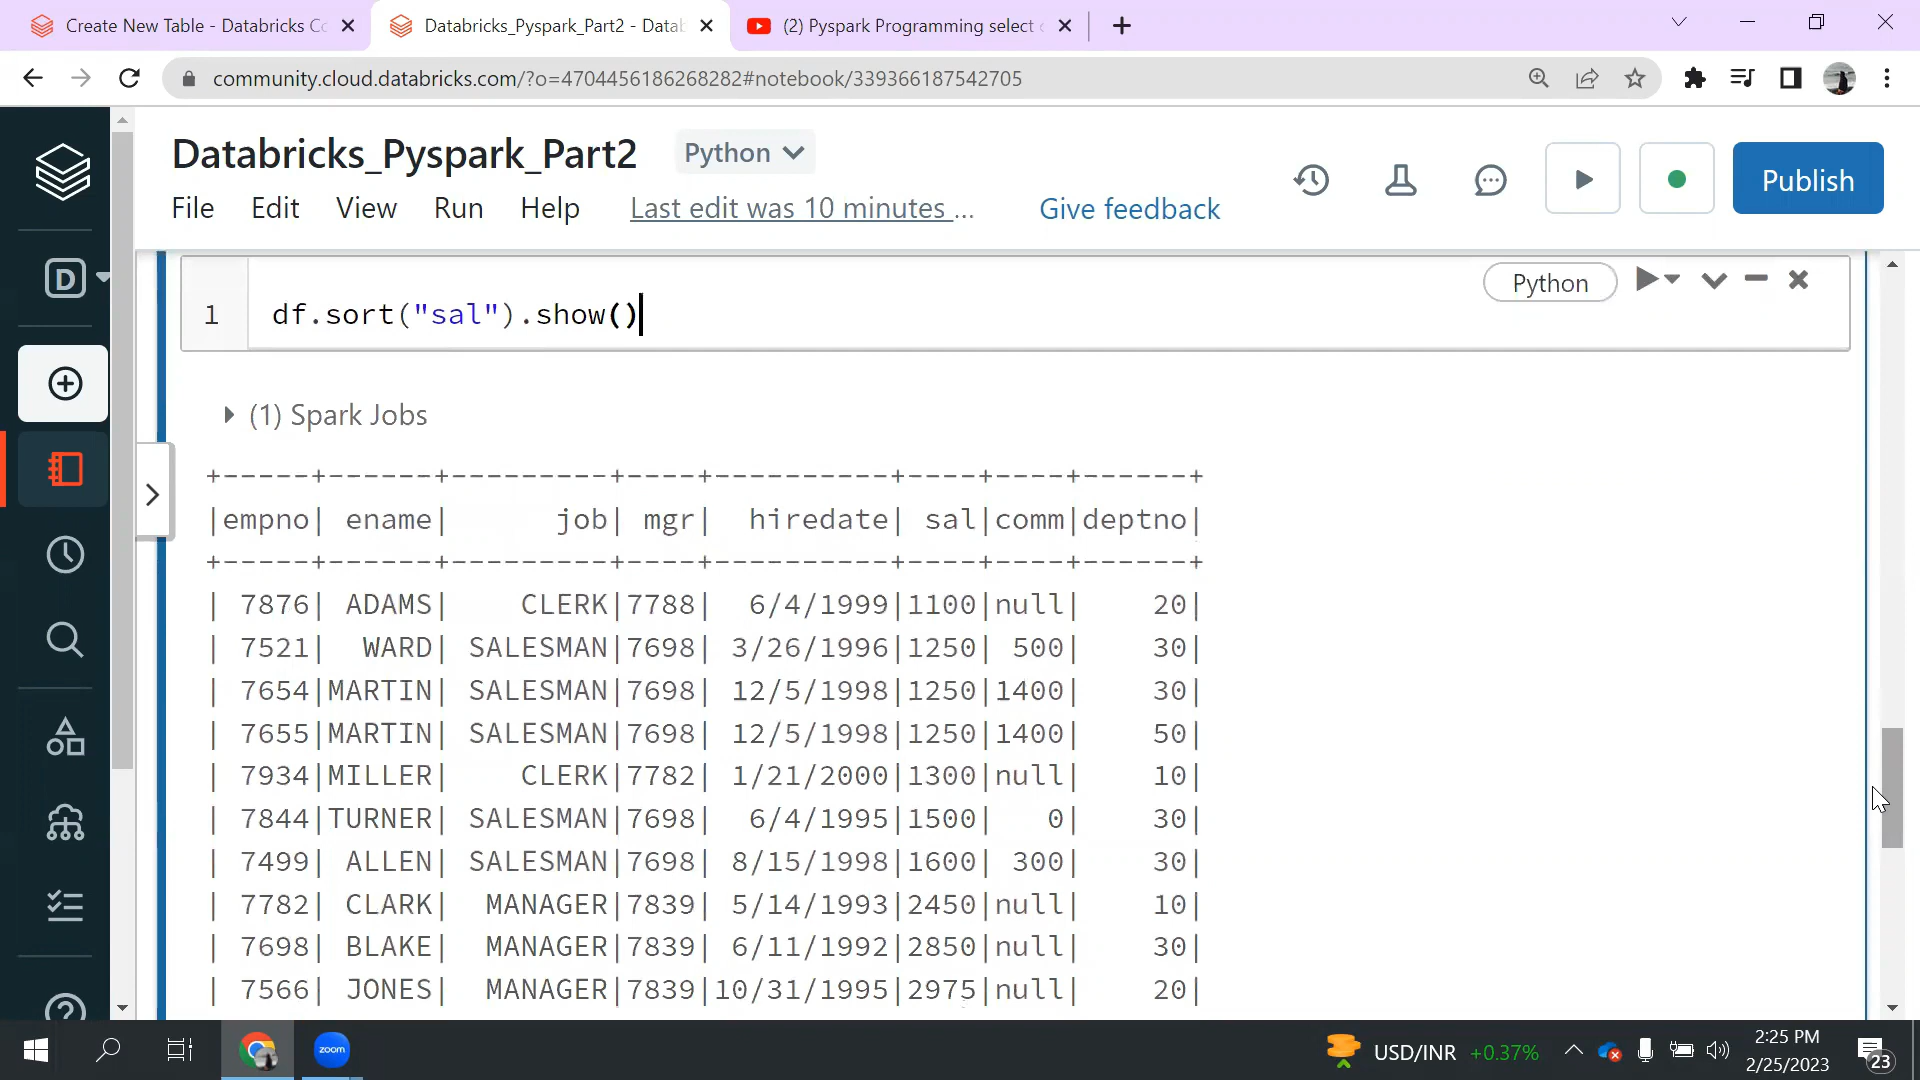 Create New Table - Databricks Cc
Databricks_Pyspark_Part2 - Datab
(2) Pyspark Programming select c
community.cloud.databricks.com/?o=4704456186268282#notebook/339366187542705
Databricks_Pyspark_Part2 Python
File Edit View Run Help Last edit was 10 minutes ... Give feedback
Publish
D
Python
1 df.sort("sal").show()
(1) Spark Jobs
+-----+------+---------+----+----------+----+----+------+
|empno| ename|      job| mgr|  hiredate| sal|comm|deptno|
+-----+------+---------+----+----------+----+----+------+
| 7876| ADAMS|    CLERK|7788|  6/4/1999|1100|null|    20|
| 7521|  WARD| SALESMAN|7698| 3/26/1996|1250| 500|    30|
| 7654|MARTIN| SALESMAN|7698| 12/5/1998|1250|1400|    30|
| 7655|MARTIN| SALESMAN|7698| 12/5/1998|1250|1400|    50|
| 7934|MILLER|    CLERK|7782| 1/21/2000|1300|null|    10|
| 7844|TURNER| SALESMAN|7698|  6/4/1995|1500|   0|    30|
| 7499| ALLEN| SALESMAN|7698| 8/15/1998|1600| 300|    30|
| 7782| CLARK|  MANAGER|7839| 5/14/1993|2450|null|    10|
| 7698| BLAKE|  MANAGER|7839| 6/11/1992|2850|null|    30|
| 7566| JONES|  MANAGER|7839|10/31/1995|2975|null|    20|
zoom
USD/INR +0.37%
2:25 PM
2/25/2023
23